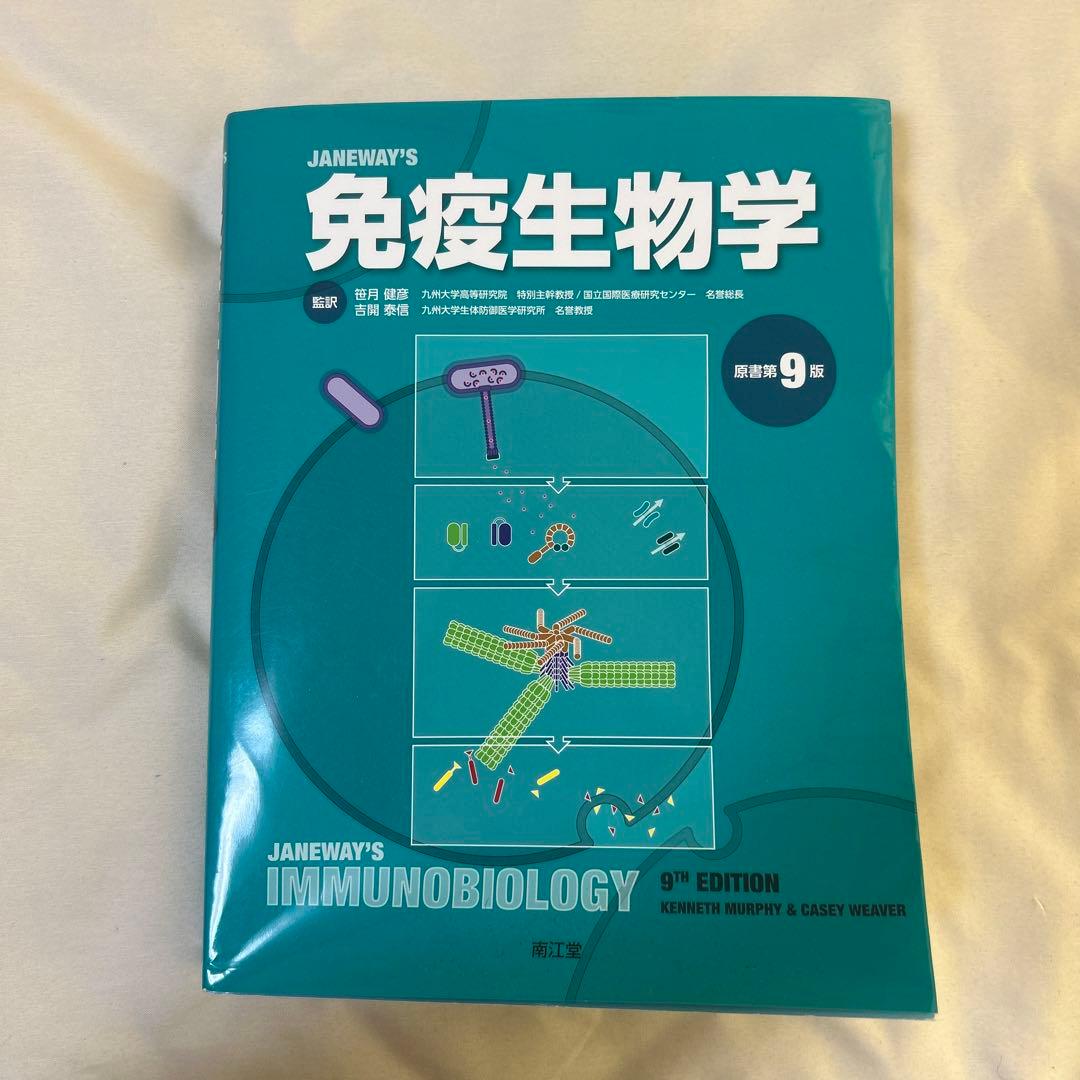 JANEWAY'S
免疫生物学
監訳
笹月 健彦 九州大学高等研究院 特別主幹教授 / 国立国際医療研究センター 名誉総長
吉開 泰信 九州大学生体防御医学研究所 名誉教授
原書第9版
JANEWAY'S
IMMUNOBIOLOGY
9TH EDITION
KENNETH MURPHY & CASEY WEAVER
南江堂